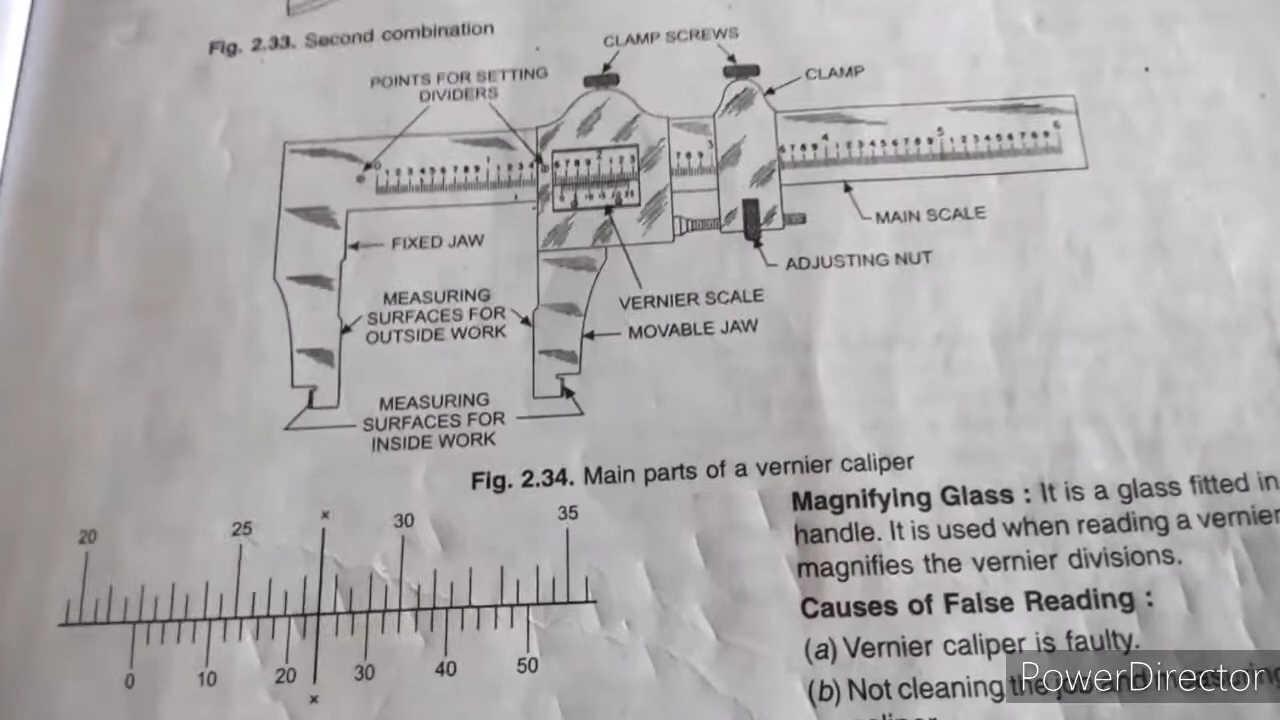 Fig. 2.33. Second combination
CLAMP SCREWS
POINTS FOR SETTING
DIVIDERS
CLAMP
MAIN SCALE
ADJUSTING NUT
FIXED JAW
MEASURING
SURFACES FOR
OUTSIDE WORK
VERNIER SCALE
MOVABLE JAW
MEASURING
SURFACES FOR
INSIDE WORK
Fig. 2.34. Main parts of a vernier caliper
20 25 x 30 35
0 10 20 x 30 40 50
Magnifying Glass : It is a glass fitted in
handle. It is used when reading a vernier
magnifies the vernier divisions.
Causes of False Reading :
(a) Vernier caliper is faulty.
(b) Not cleaning the
PowerDirector